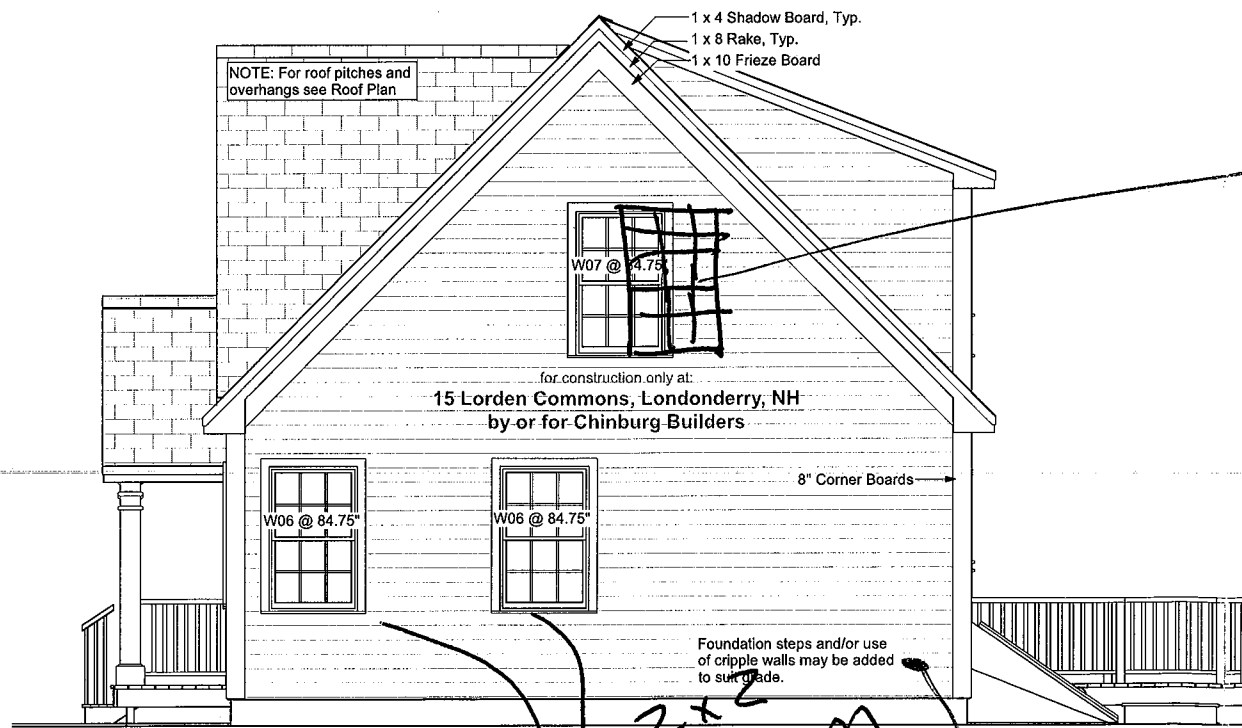 1 x 4 Shadow Board, Typ.
1 x 8 Rake, Typ.
1 x 10 Frieze Board
NOTE: For roof pitches and
overhangs see Roof Plan
W07 @ 84.75"
for construction only at:
15 Lorden Commons, Londonderry, NH
by or for Chinburg Builders
8" Corner Boards
W06 @ 84.75"
W06 @ 84.75"
Foundation steps and/or use
of cripple walls may be added
to suit grade.
2 x 2